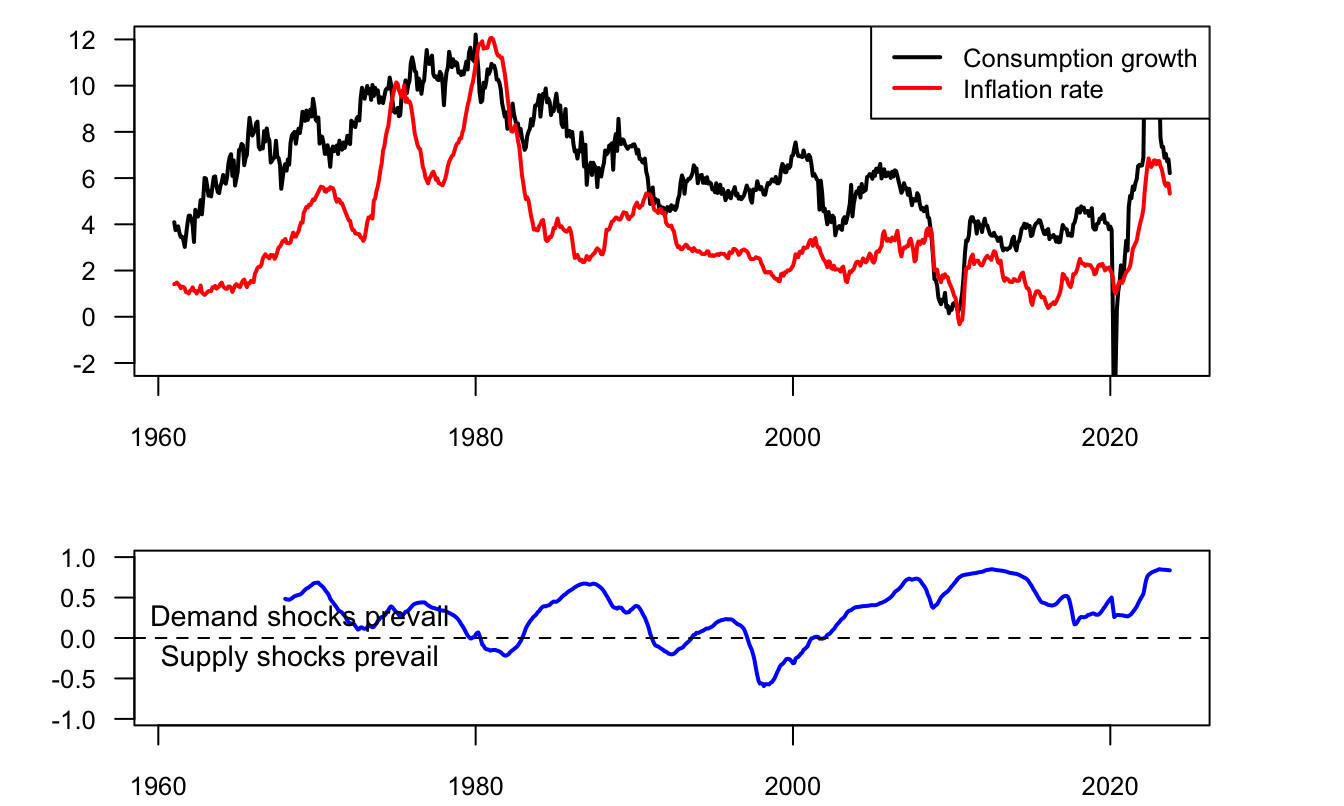 12
10
8
6
4
2
0
-2
Consumption growth
Inflation rate
1960 1980 2000 2020
1.0
0.5
0.0
-0.5
-1.0
Demand shocks prevail
Supply shocks prevail
1960 1980 2000 2020